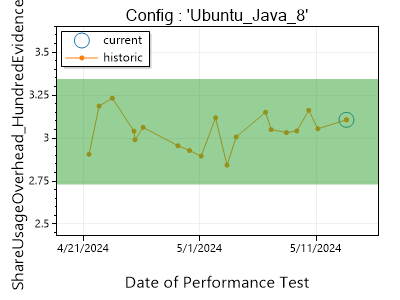 Config : 'Ubuntu_Java_8'
current
historic
ShareUsageOverhead_HundredEvidence
3.5
3.25
3
2.75
2.5
4/21/2024
5/1/2024
5/11/2024
Date of Performance Test